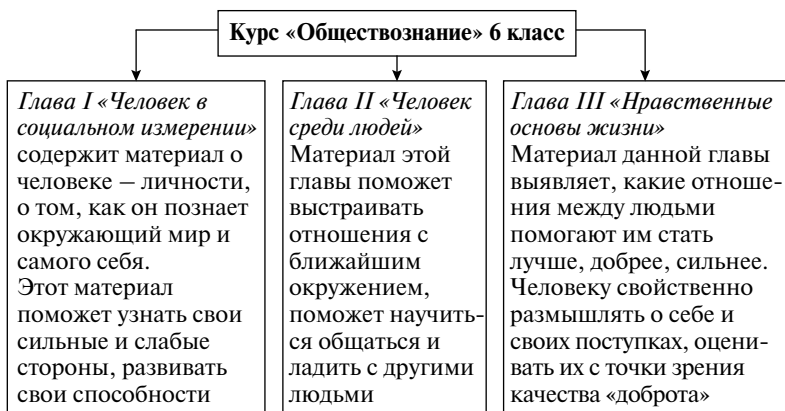 Курс «Обществознание» 6 класс
Глава I «Человек в
социальном измерении»
содержит материал о
человеке – личности,
о том, как он познает
окружающий мир и
самого себя.
Этот материал
поможет узнать свои
сильные и слабые
стороны, развивать
свои способности
Глава II «Человек
среди людей»
Материал этой
главы поможет
выстраивать
отношения с
ближайшим
окружением,
поможет научить-
ся общаться и
ладить с другими
людьми
Глава III «Нравственные
основы жизни»
Материал данной главы
выявляет, какие отноше-
ния между людьми
помогают им стать
лучше, добрее, сильнее.
Человеку свойственно
размышлять о себе и
своих поступках, оцени-
вать их с точки зрения
качества «доброта»